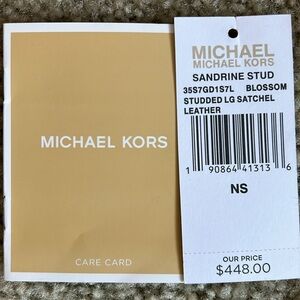 MICHAEL KORS
CARE CARD
MICHAEL
MICHAEL KORS
SANDRINE STUD
35S7GD1S7L BLOSSOM
STUDDED LG SATCHEL
LEATHER
1 90864 41313 6
NS
OUR PRICE
$448.00